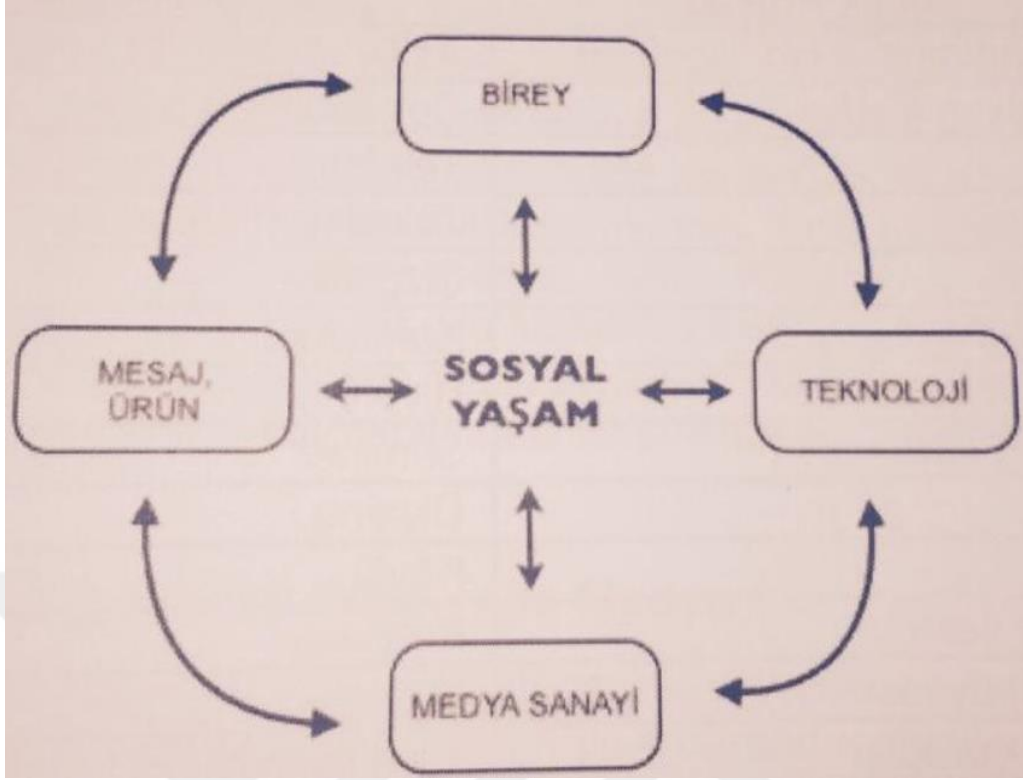 BİREY
MESAJ,
ÜRÜN
SOSYAL
YAŞAM
TEKNOLOJİ
MEDYA SANAYİ